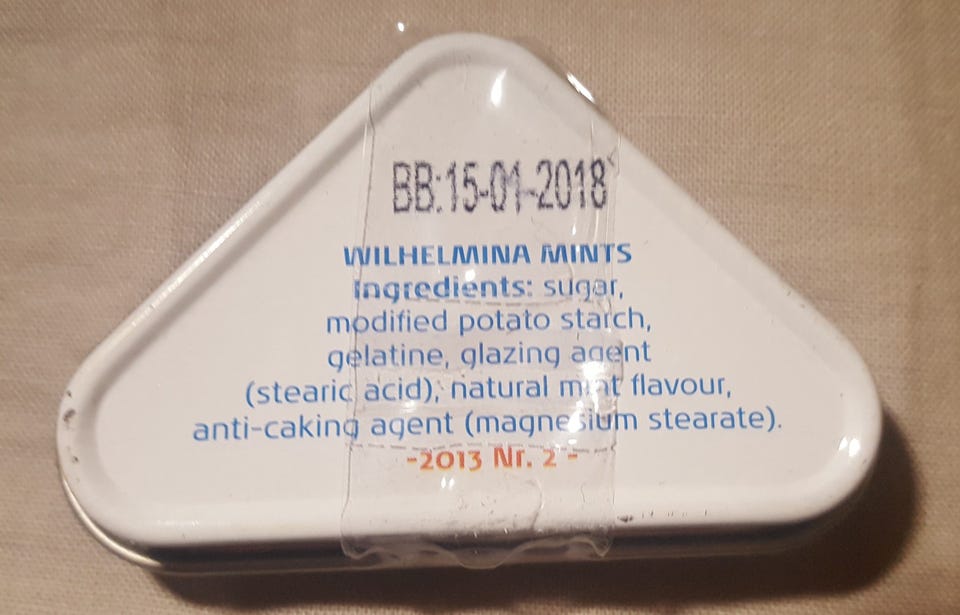 BB:15-01-2018
WILHELMINA MINTS
Ingredients: sugar,
modified potato starch,
gelatine, glazing agent
(stearic acid), natural mint flavour,
anti-caking agent (magnesium stearate).
-2013 Nr. 2 -